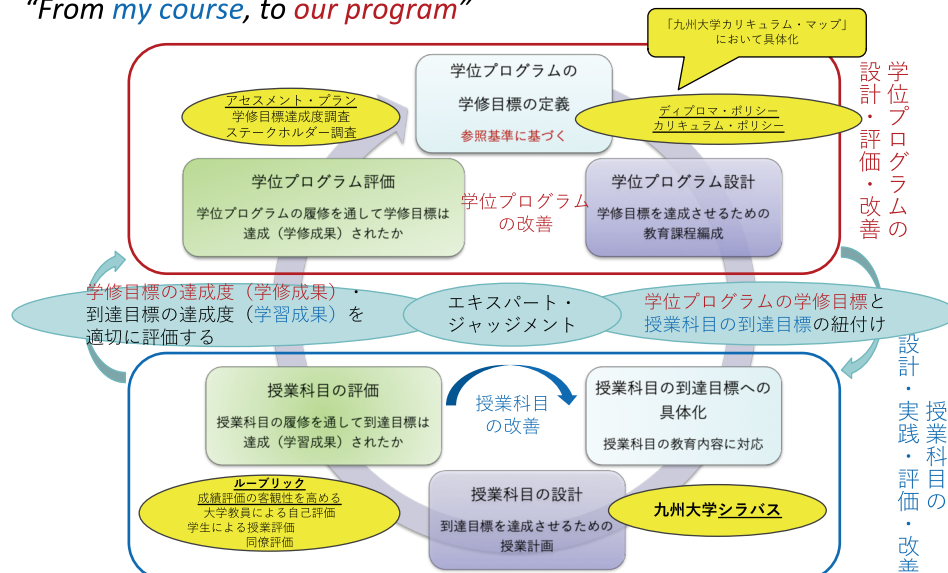 “From my course, to our program”
「九州大学カリキュラム・マップ」
において具体化
学位プログラムの
設計・評価・改善
学位プログラムの
学修目標の定義
参照基準に基づく
アセスメント・プラン
学修目標達成度調査
ステークホルダー調査
ディプロマ・ポリシー
カリキュラム・ポリシー
学位プログラム評価
学位プログラムの履修を通して学修目標は
達成（学修成果）されたか
学位プログラム
の改善
学位プログラム設計
学修目標を達成させるための
教育課程編成
学修目標の達成度（学修成果）・
到達目標の達成度（学習成果）を
適切に評価する
エキスパート・
ジャッジメント
学位プログラムの学修目標と
授業科目の到達目標の紐付け
授業科目の
設計・実践・評価・改善
授業科目の評価
授業科目の履修を通して到達目標は
達成（学習成果）されたか
授業科目
の改善
授業科目の到達目標への
具体化
授業科目の教育内容に対応
ルーブリック
成績評価の客観性を高める
大学教員による自己評価
学生による授業評価
同僚評価
授業科目の設計
到達目標を達成させるための
授業計画
九州大学シラバス